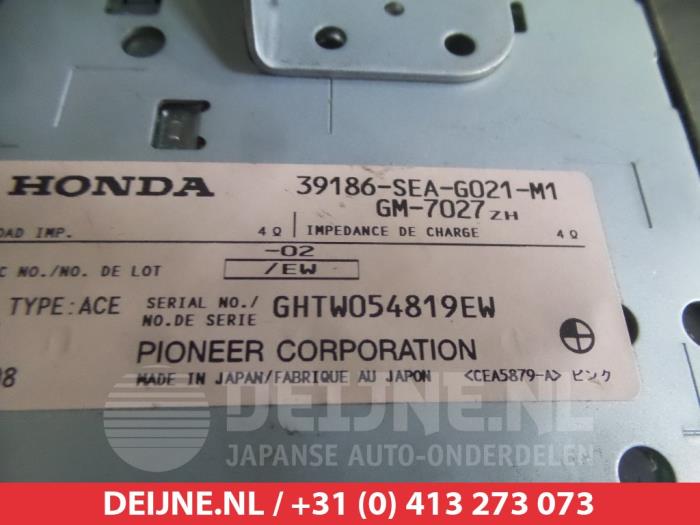 HONDA 39186-SEA-G021-M1
GM-7027 ZH
OAD IMP. 4Ω IMPEDANCE DE CHARGE 4Ω
-02
C NO./NO. DE LOT /EW
TYPE:ACE SERIAL NO./ NO.DE SERIE GHTW054819EW
PIONEER CORPORATION
08 MADE IN JAPAN/FABRIQUE AU JAPON <CEA5879-A> ピンク
DEIJNE.NL
JAPANSE AUTO-ONDERDELEN
DEIJNE.NL / +31 (0) 413 273 073